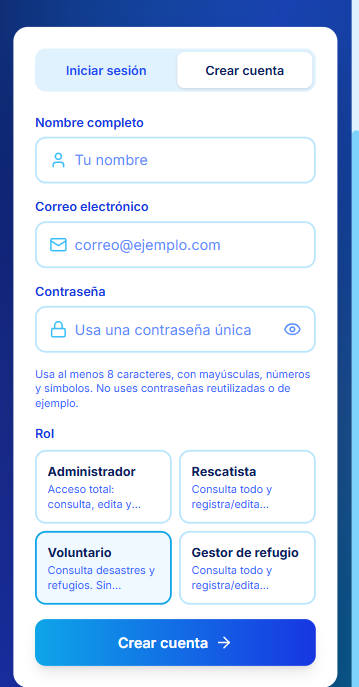 Iniciar sesión
Crear cuenta
Nombre completo
Tu nombre
Correo electrónico
correo@ejemplo.com
Contraseña
Usa una contraseña única
Usa al menos 8 caracteres, con mayúsculas, números
y símbolos. No uses contraseñas reutilizadas o de
ejemplo.
Rol
Administrador
Acceso total:
consulta, edita y...
Rescatista
Consulta todo y
registra/edita...
Voluntario
Consulta desastres y
refugios. Sin...
Gestor de refugio
Consulta todo y
registra/edita...
Crear cuenta →